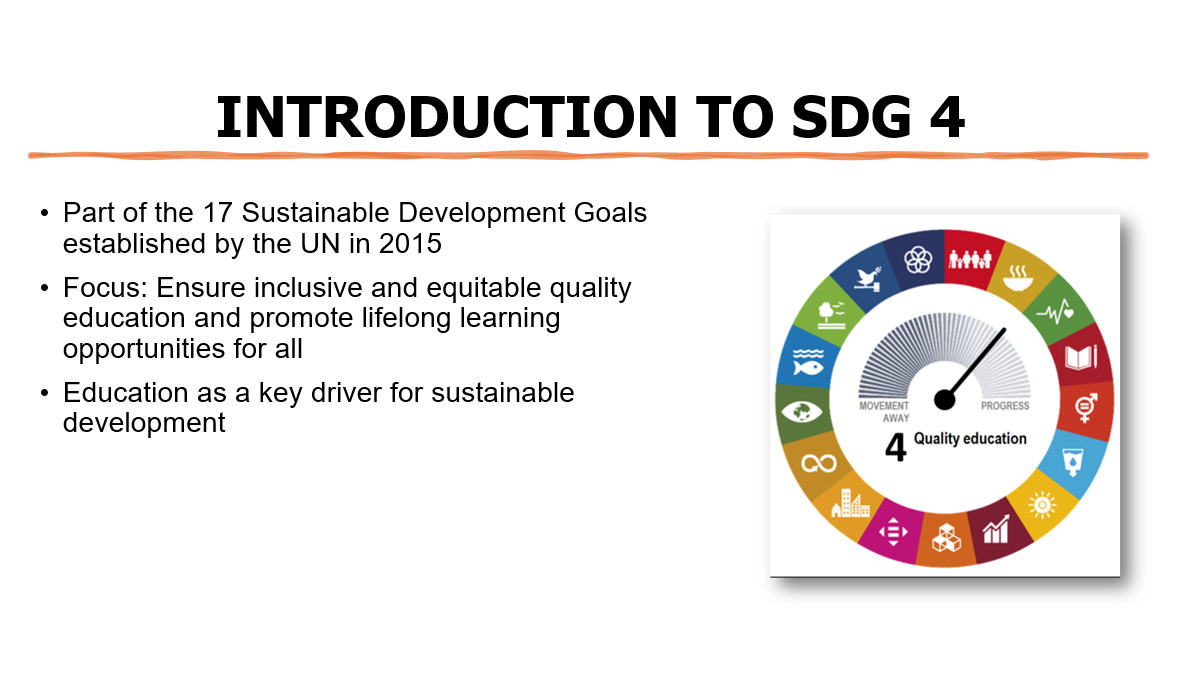 INTRODUCTION TO SDG 4
• Part of the 17 Sustainable Development Goals
established by the UN in 2015
• Focus: Ensure inclusive and equitable quality
education and promote lifelong learning
opportunities for all
• Education as a key driver for sustainable
development
MOVEMENT
AWAY
PROGRESS
4 Quality education